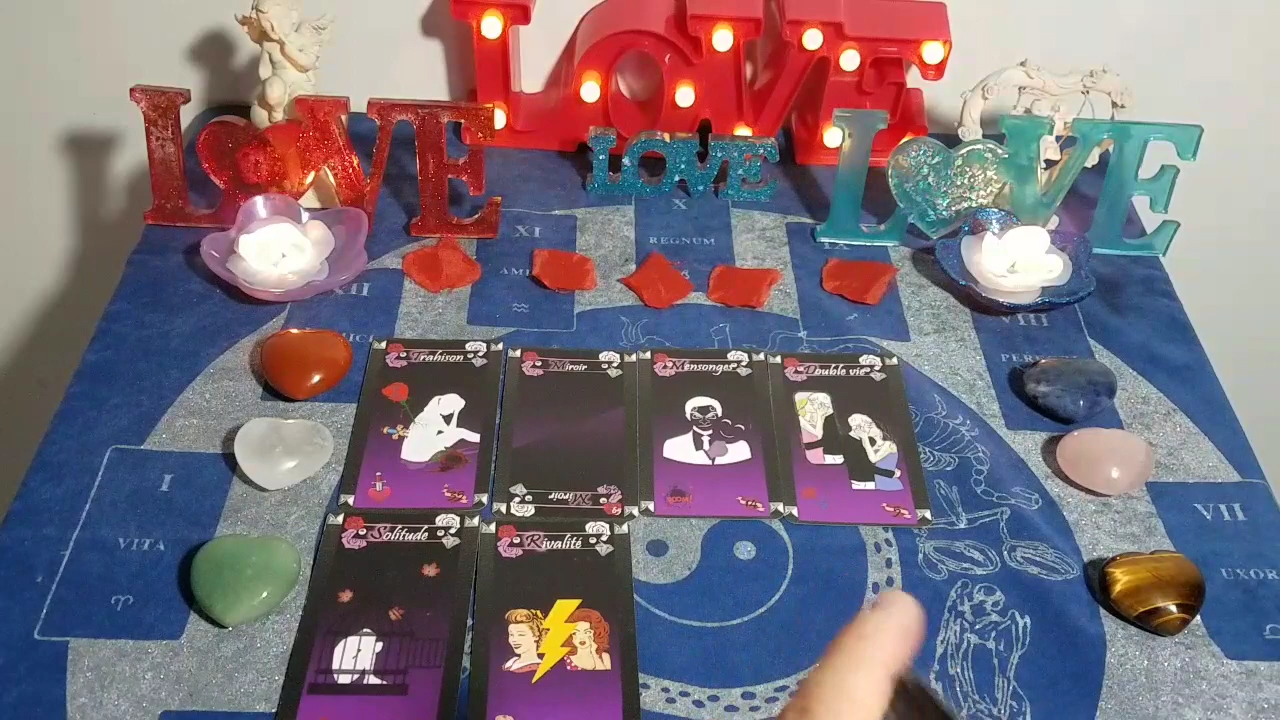 LOVE
LOVE
LOVE
LOVE
XI
X
REGNUM
IX
XII
VIII
Trahison
Miroir
Mensonges
Double vie
Miroir
I
VITA
VII
UXOR
Solitude
Rivalité